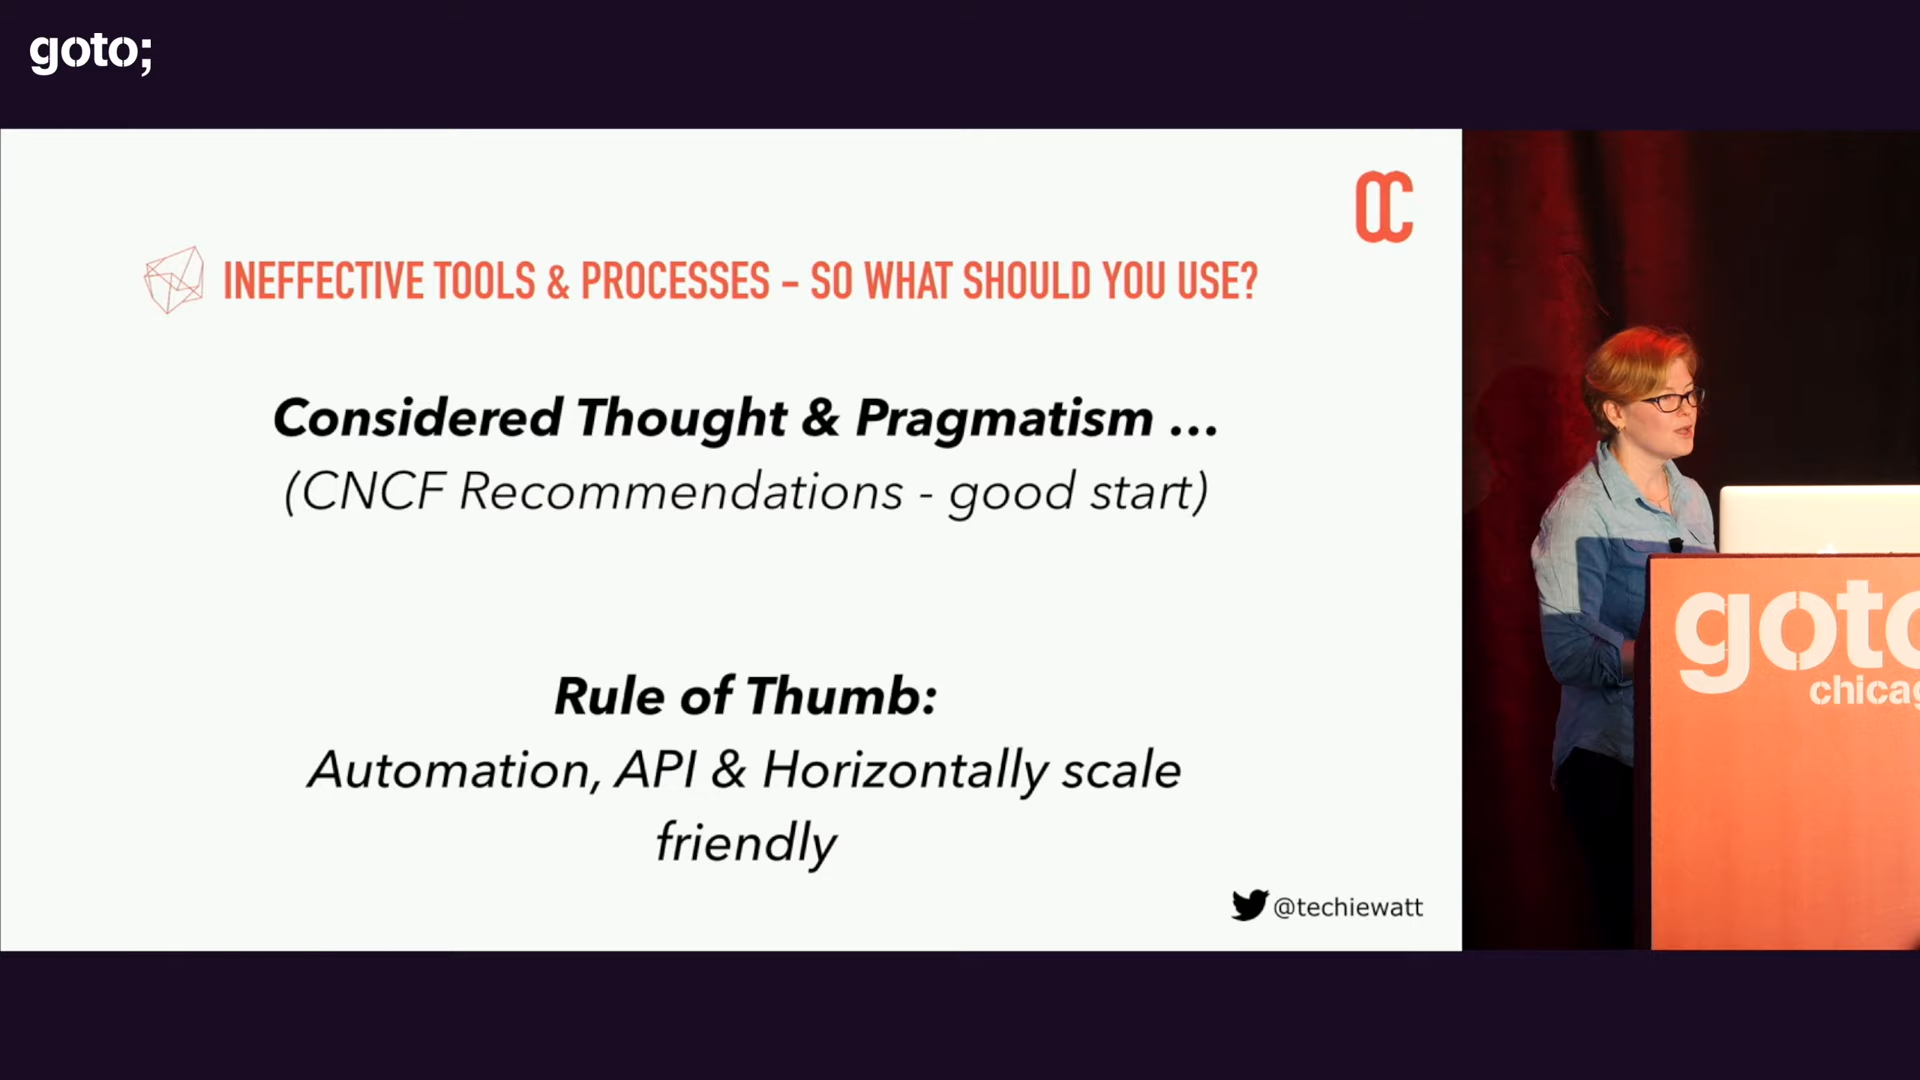 goto;
INEFFECTIVE TOOLS & PROCESSES - SO WHAT SHOULD YOU USE?
Considered Thought & Pragmatism ...
(CNCF Recommendations - good start)
Rule of Thumb:
Automation, API & Horizontally scale
friendly
@techiewatt
goto
chicag